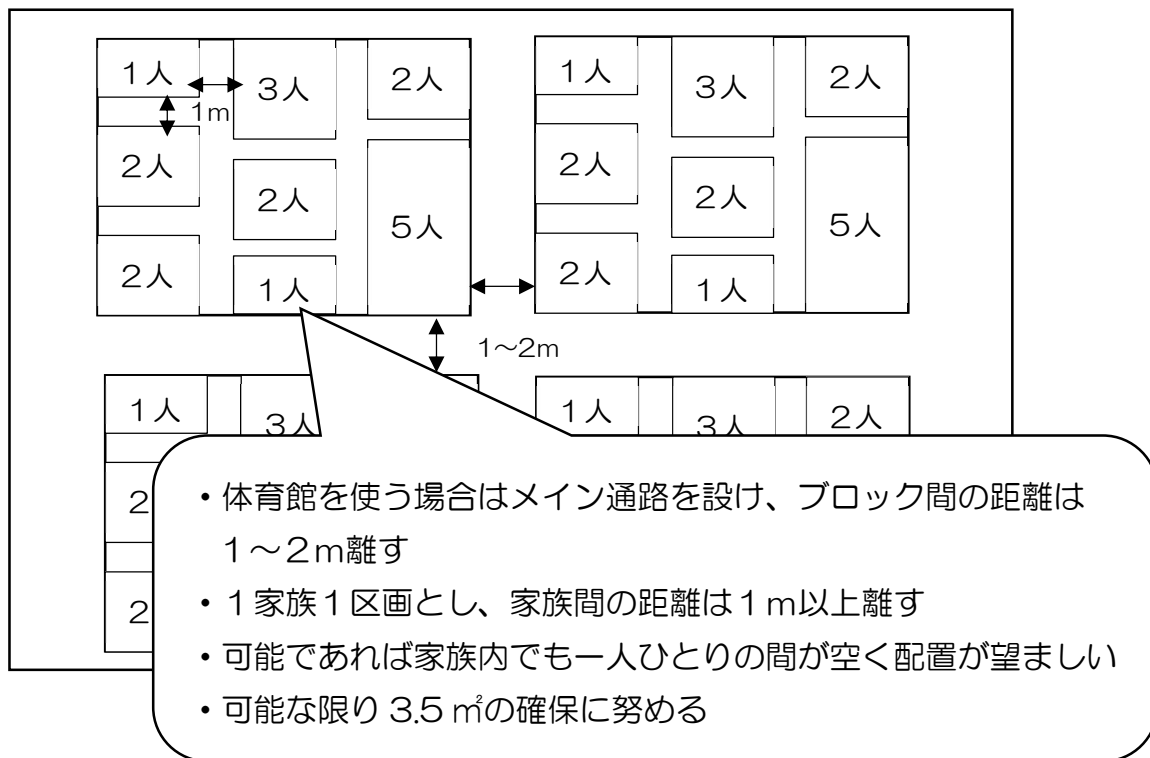 1人 3人 2人
1m
2人 2人 5人
2人 1人
1人 3人 2人
2人 2人 5人
2人 1人
1～2m
1人 3人
1人 3人 2人
2
2
・体育館を使う場合はメイン通路を設け、ブロック間の距離は
1～2m離す
・1家族1区画とし、家族間の距離は1m以上離す
・可能であれば家族内でも一人ひとりの間が空く配置が望ましい
・可能な限り3.5㎡の確保に努める